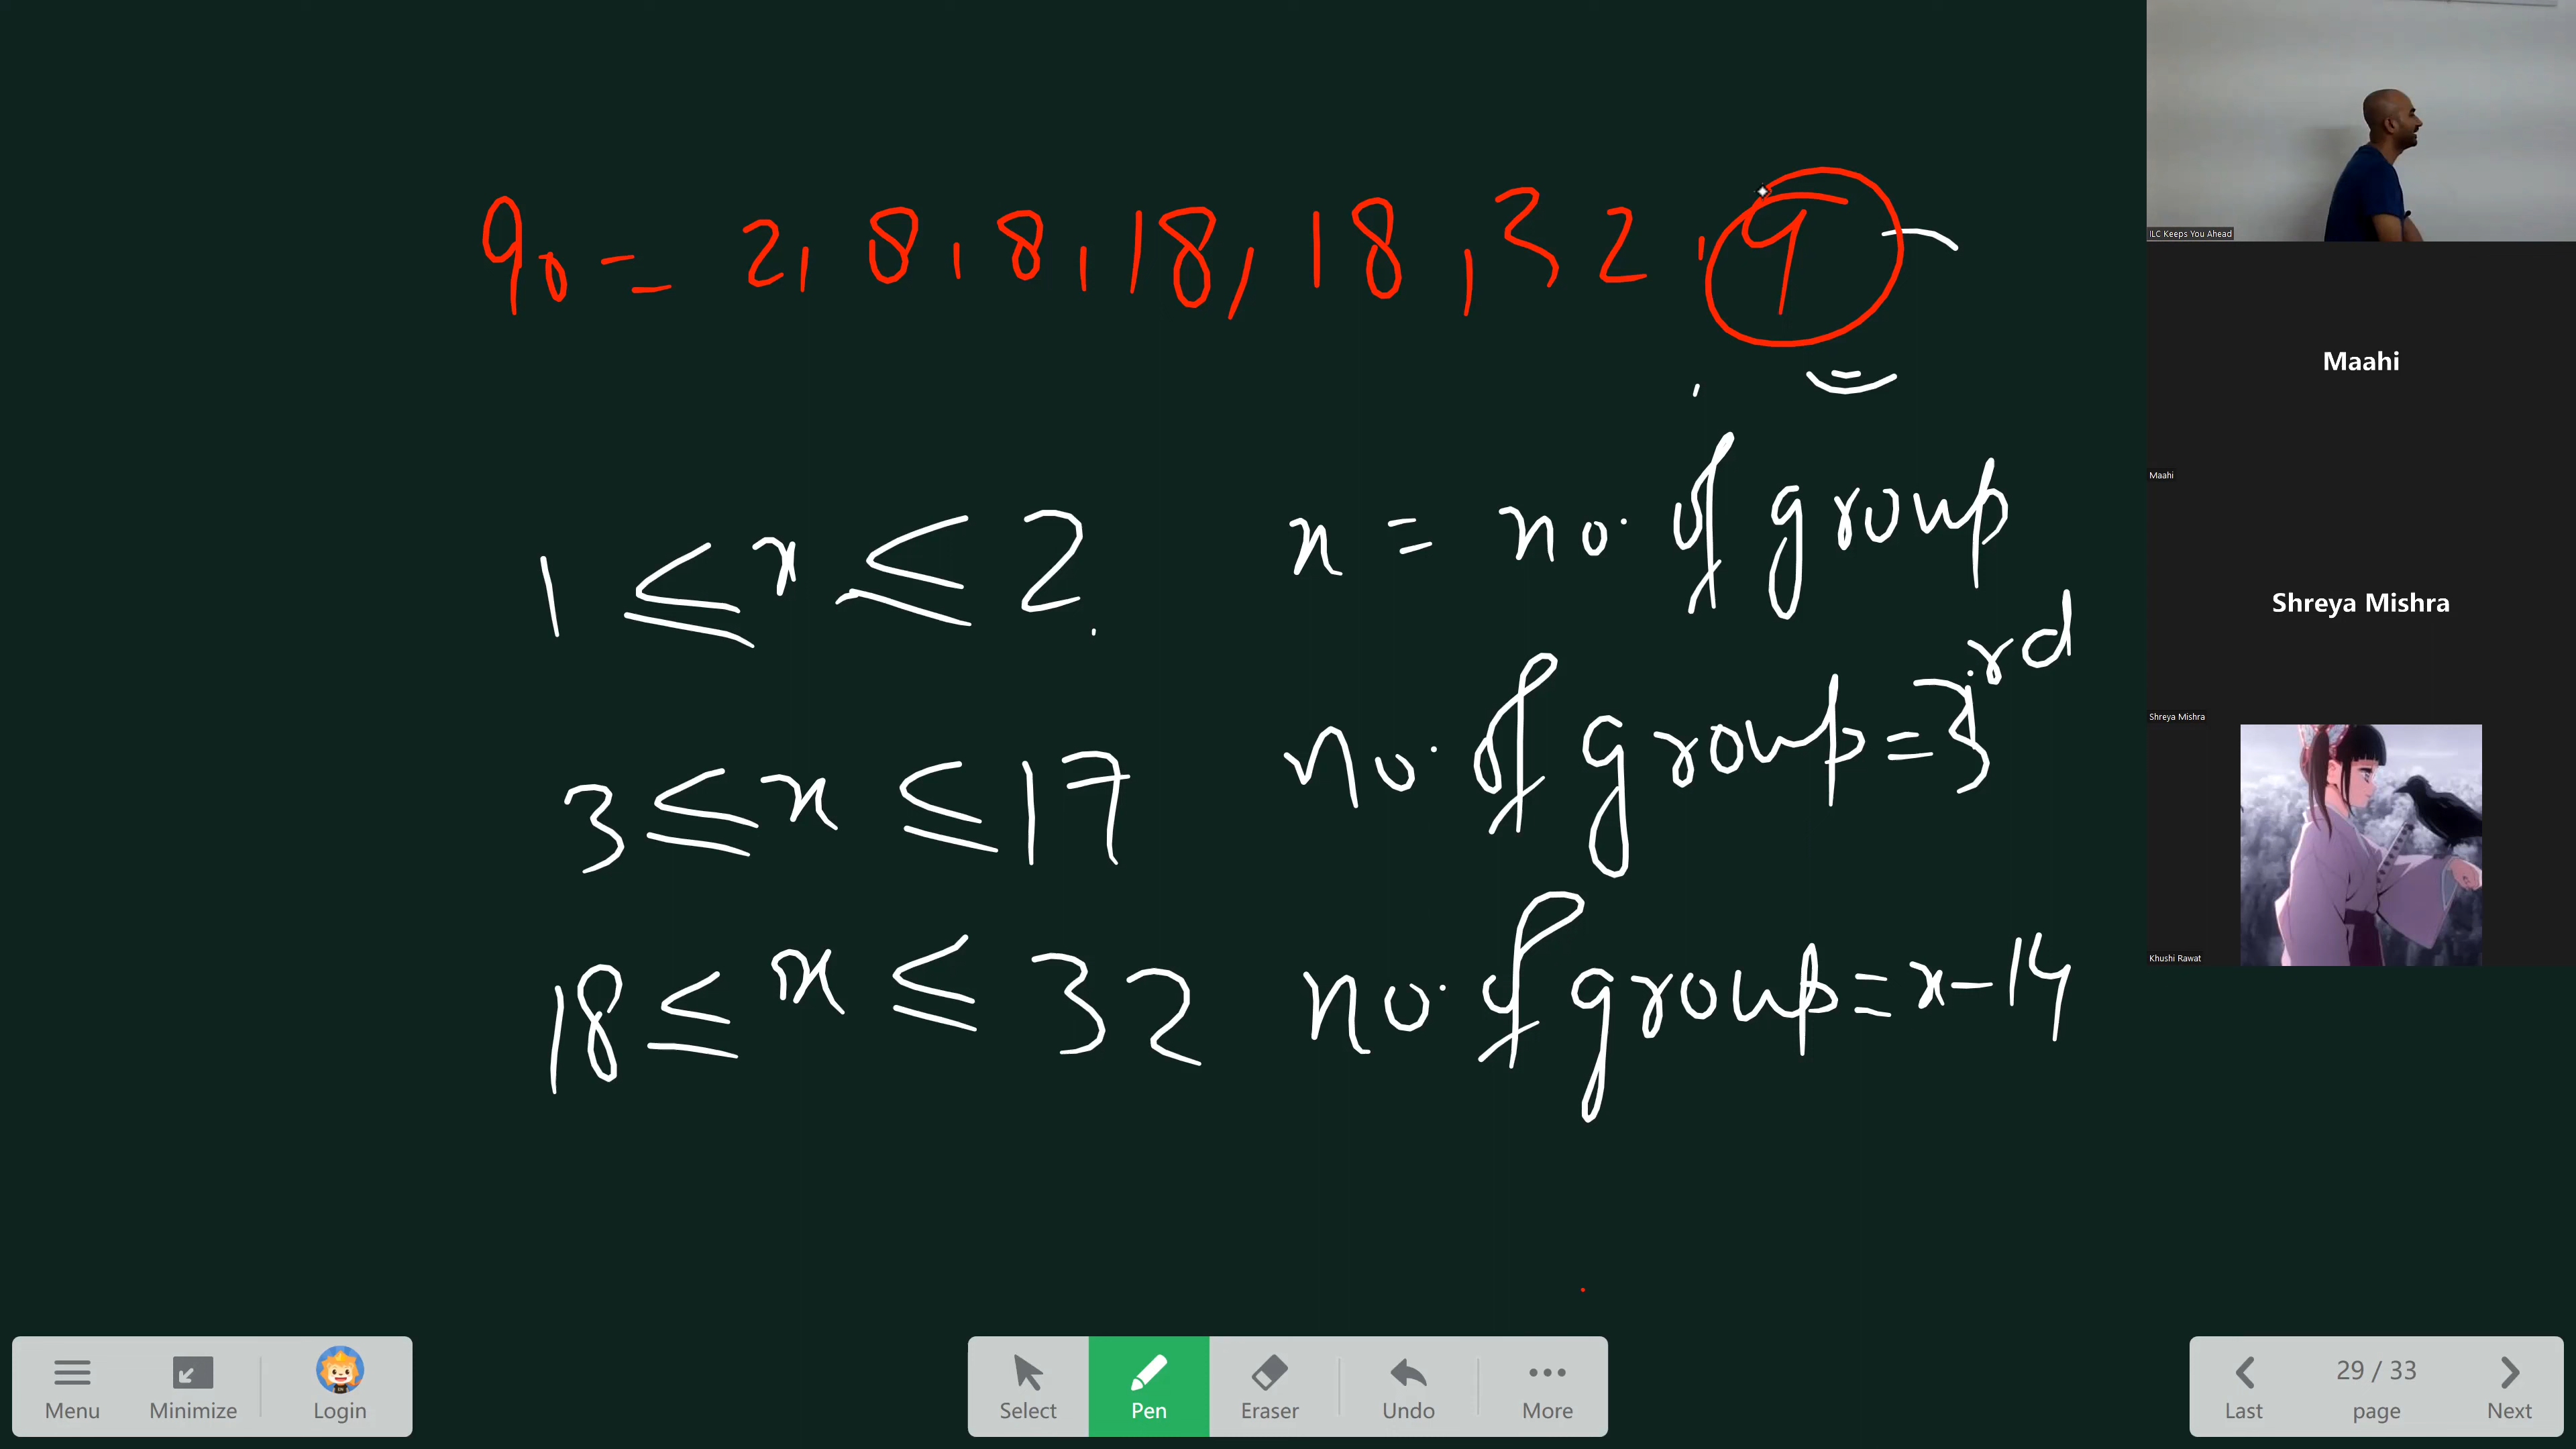 90 = 2, 8, 8, 18, 18, 32, 9
1 ≤ x ≤ 2. x = no. of group
3 ≤ x ≤ 17 no. of group = 3rd
18 ≤ x ≤ 32 no. of group = x - 14
ILC Keeps You Ahead
Maahi
Maahi
Shreya Mishra
Shreya Mishra
Khushi Rawat
Menu Minimize Login
Select Pen Eraser Undo More
29 / 33
Last page Next